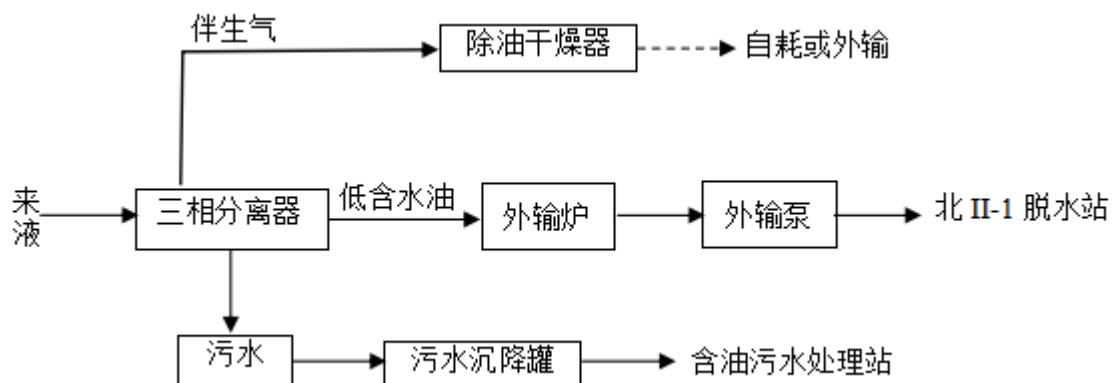 伴生气
除油干燥器
自耗或外输
来
液
三相分离器
低含水油
外输炉
外输泵
北 II-1 脱水站
污水
污水沉降罐
含油污水处理站